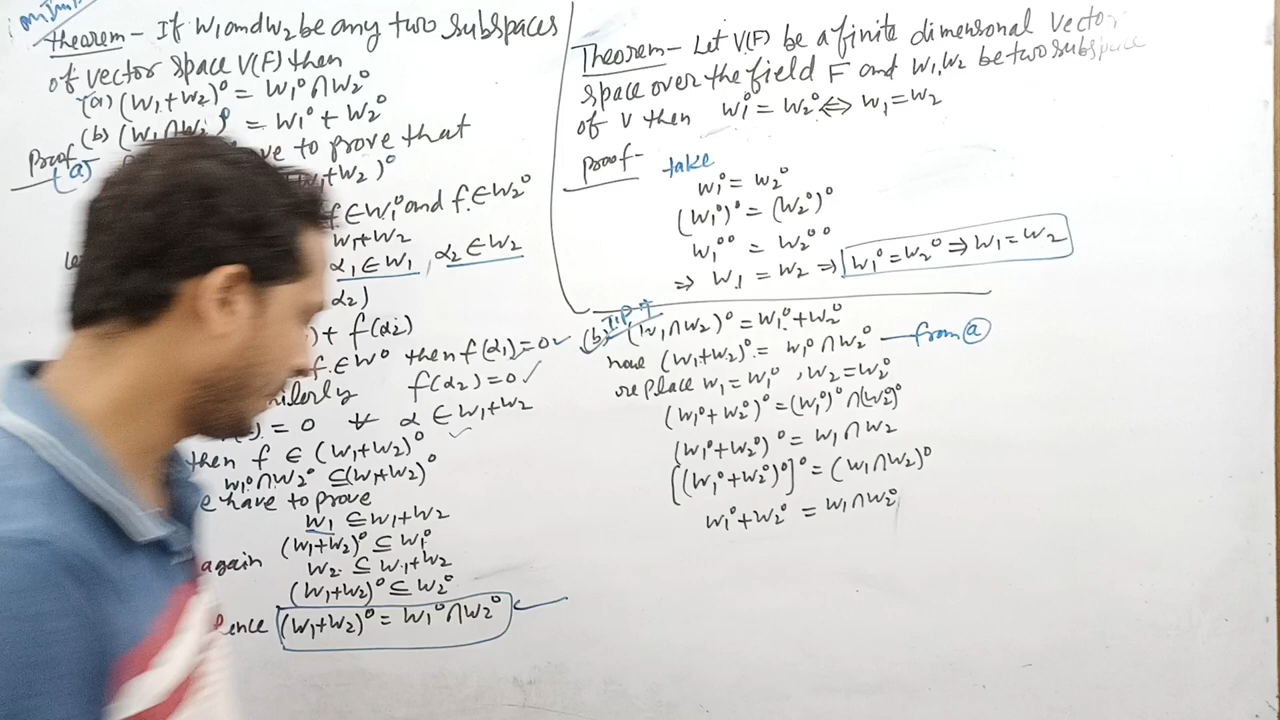 Theorem - If W₁ and W₂ be any two subspaces
of vector space V(F) then
(a) (W₁+W₂)⁰ = W₁⁰ ∩ W₂⁰
(b) (W₁∩W₂)⁰ = W₁⁰ + W₂⁰
Proof to prove that
(a) W₂)⁰
f ∈ W₁⁰ and f ∈ W₂⁰
W₁+W₂
α₁ ∈ W₁, α₂ ∈ W₂
α₂)
) + f(α₂)
f ∈ W⁰ then f(α₁)=0 ✓
f(α₂)=0 ✓
= 0 ∀ α ∈ W₁+W₂
then f ∈ (W₁+W₂)⁰ ✓
W₁⁰∩W₂⁰ ⊆(W₁+W₂)⁰
e have to prove
W₁ ⊆ W₁+W₂
again (W₁+W₂)⁰ ⊆ W₁⁰
W₂ ⊆ W₁+W₂
(W₁+W₂)⁰ ⊆ W₂⁰
ence (W₁+W₂)⁰ = W₁⁰∩W₂⁰
Theorem - Let V(F) be a finite dimensional vecto
space over the field F and W₁,W₂ be two subspace
of V then W₁⁰ = W₂⁰ ⇔ W₁=W₂
Proof- take
W₁⁰ = W₂⁰
(W₁⁰)⁰ = (W₂⁰)⁰
W₁⁰⁰ = W₂⁰⁰
⇒ W₁ = W₂ ⇒ W₁⁰=W₂⁰ ⇒ W₁=W₂
(b) T.P.T (W₁∩W₂)⁰ = W₁⁰+W₂⁰
(W₁+W₂)⁰ = W₁⁰∩W₂⁰ — from (a)
replace W₁=W₁⁰, W₂=W₂⁰
(W₁⁰+W₂⁰)⁰ = (W₁⁰)⁰∩(W₂⁰)⁰
(W₁⁰+W₂⁰)⁰ = W₁∩W₂
[(W₁⁰+W₂⁰)⁰]⁰ = (W₁∩W₂)⁰
W₁⁰+W₂⁰ = W₁∩W₂⁰